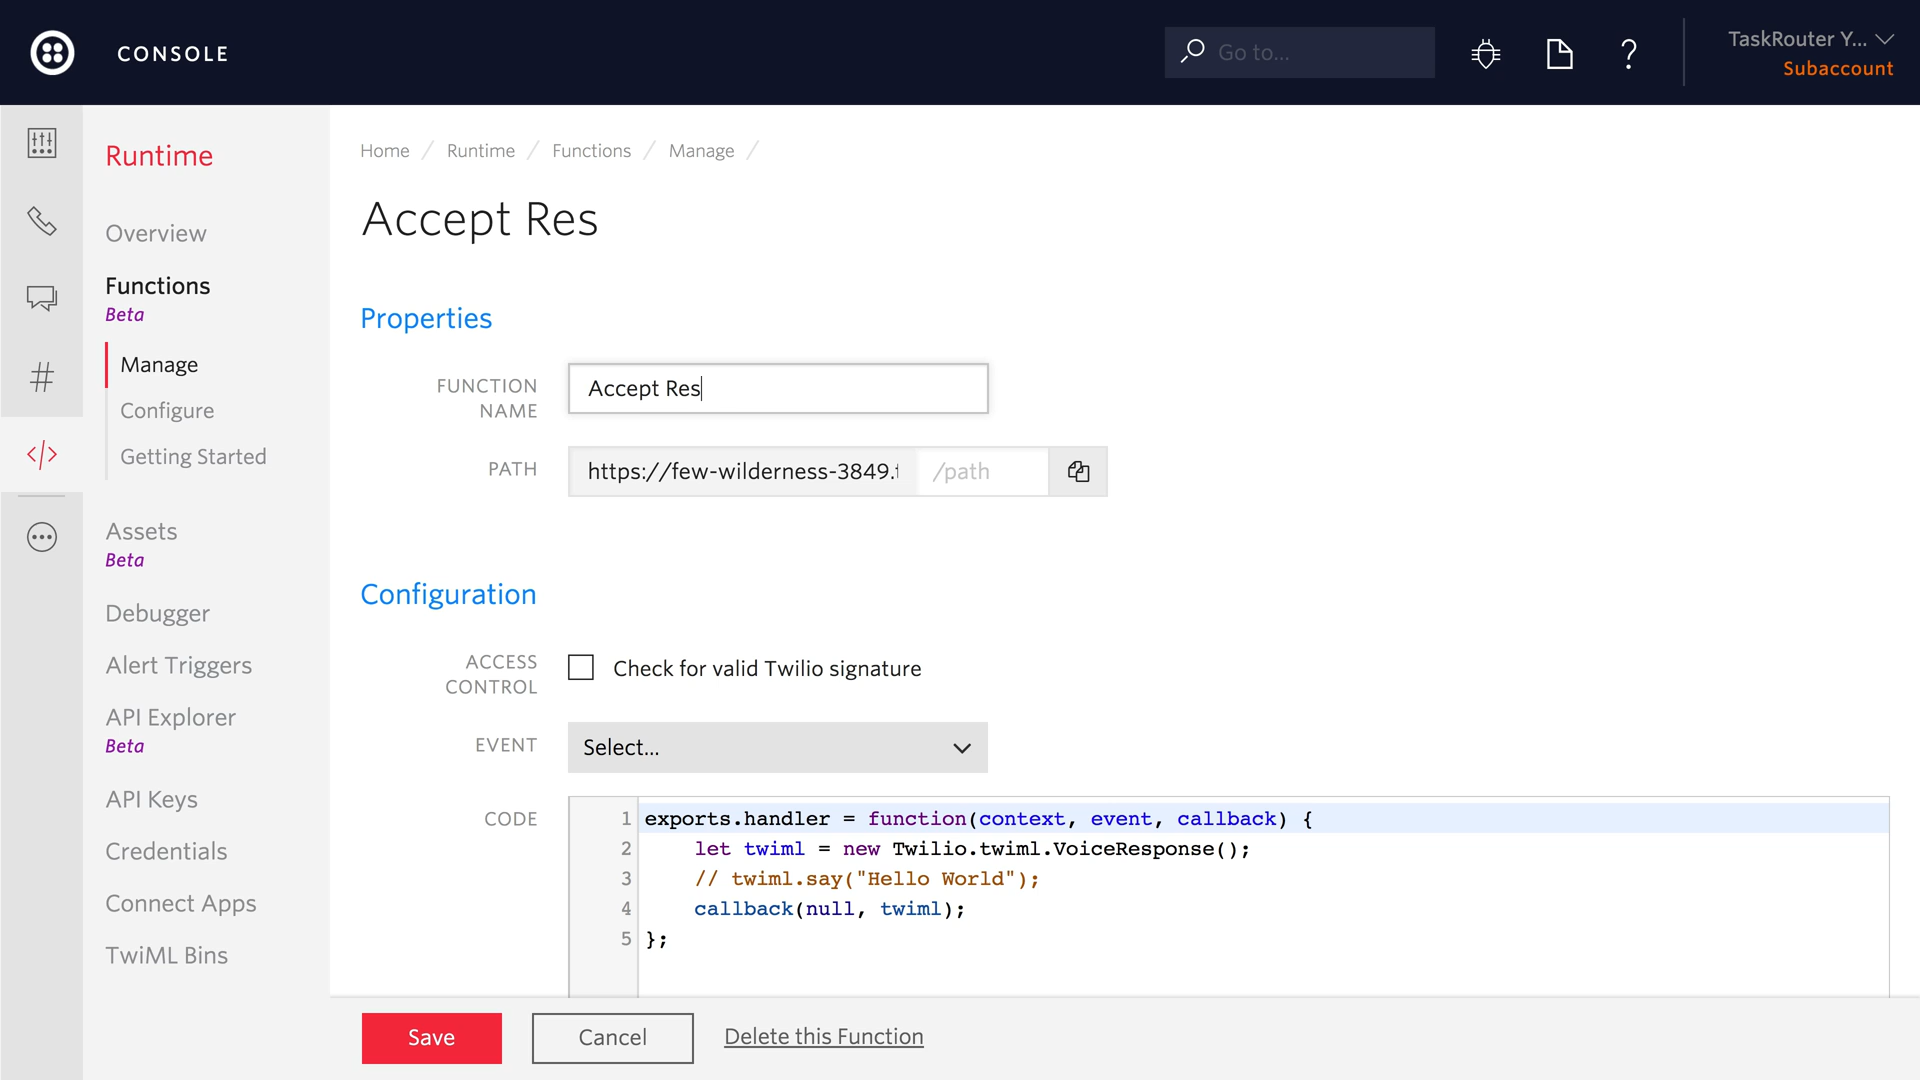 CONSOLE
Go to...
TaskRouter Y...
Subaccount
Runtime
Overview
Functions
Beta
Manage
Configure
Getting Started
Assets
Beta
Debugger
Alert Triggers
API Explorer
Beta
API Keys
Credentials
Connect Apps
TwiML Bins
Home / Runtime / Functions / Manage /
Accept Res
Properties
FUNCTION NAME
Accept Res
PATH
https://few-wilderness-3849.
/path
Configuration
ACCESS CONTROL
Check for valid Twilio signature
EVENT
Select...
CODE
1 exports.handler = function(context, event, callback) {
2 let twiml = new Twilio.twiml.VoiceResponse();
3 // twiml.say("Hello World");
4 callback(null, twiml);
5 };
Save
Cancel
Delete this Function